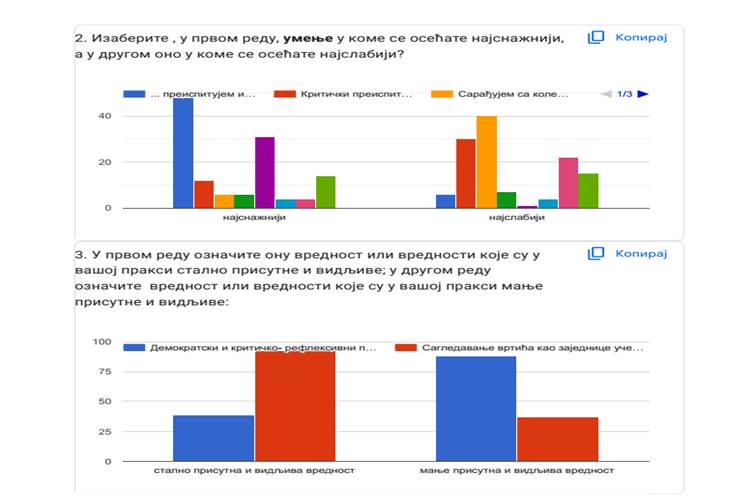 2. Изаберите , у првом реду, умење у коме се осећате најснажнији,
а у другом оно у коме се осећате најслабији?
Копирај
... преиспитујем и...
Критички преиспит...
Сарађујем са коле...
1/3
40
20
0
најснажнији
најслабији
3. У првом реду означите ону вредност или вредности које су у
вашој пракси стално присутне и видљиве; у другом реду
означите вредност или вредности које су у вашој пракси мање
присутне и видљиве:
Копирај
Демократски и критичко- рефлексивни п...
Сагледавање вртића као заједнице уче...
100
75
50
25
0
стално присутна и видљива вредност
мање присутна и видљива вредност